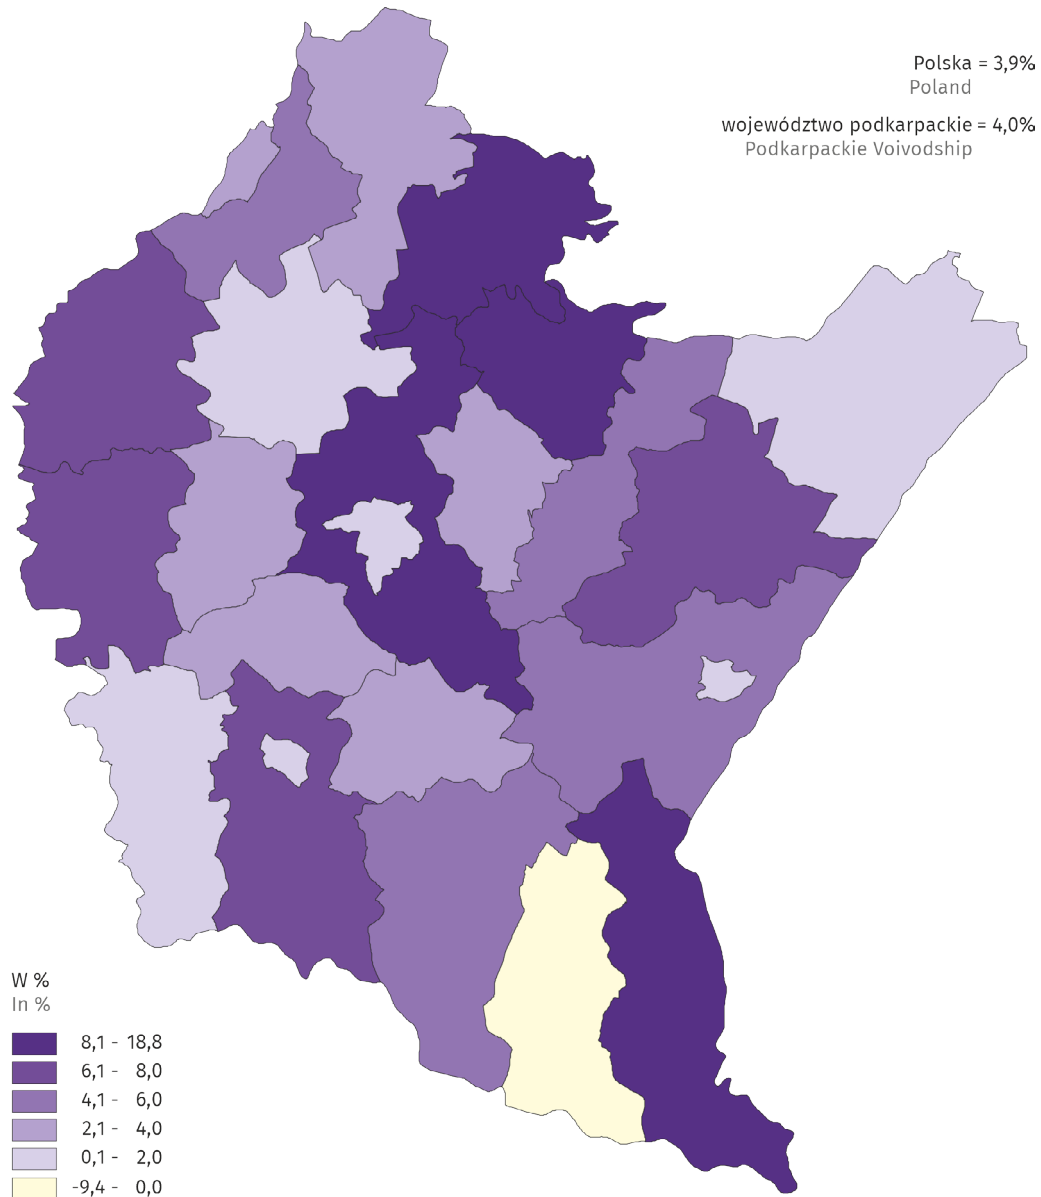 Polska = 3,9%
Poland
województwo podkarpackie = 4,0%
Podkarpackie Voivodship
W %
In %
8,1 - 18,8
6,1 - 8,0
4,1 - 6,0
2,1 - 4,0
0,1 - 2,0
-9,4 - 0,0